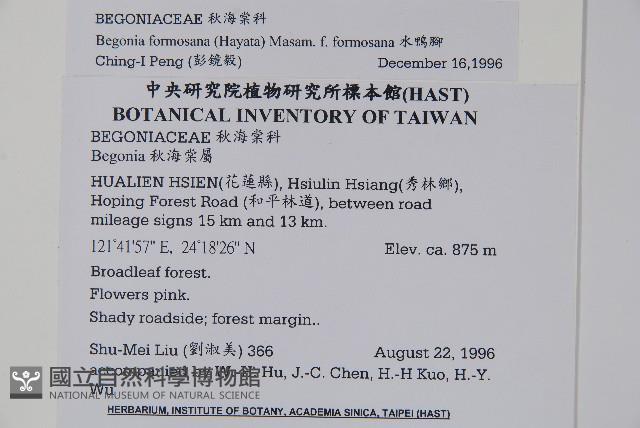 BEGONIACEAE 秋海棠科
Begonia formosana (Hayata) Masam. f. formosana 水鴨腳
Ching-I Peng (彭鏡毅) December 16,1996
中央研究院植物研究所標本館(HAST)
BOTANICAL INVENTORY OF TAIWAN
BEGONIACEAE 秋海棠科
Begonia 秋海棠屬
HUALIEN HSIEN(花蓮縣), Hsiulin Hsiang(秀林鄉),
Hoping Forest Road (和平林道), between road
mileage signs 15 km and 13 km.
121°41'57" E, 24°18'26" N Elev. ca. 875 m
Broadleaf forest.
Flowers pink.
Shady roadside; forest margin..
Shu-Mei Liu (劉淑美) 366 August 22, 1996
accompanied by Hu, J.-C. Chen, H.-H Kuo, H.-Y.
Wu
國立自然科學博物館
NATIONAL MUSEUM OF NATURAL SCIENCE
HERBARIUM, INSTITUTE OF BOTANY, ACADEMIA SINICA, TAIPEI (HAST)